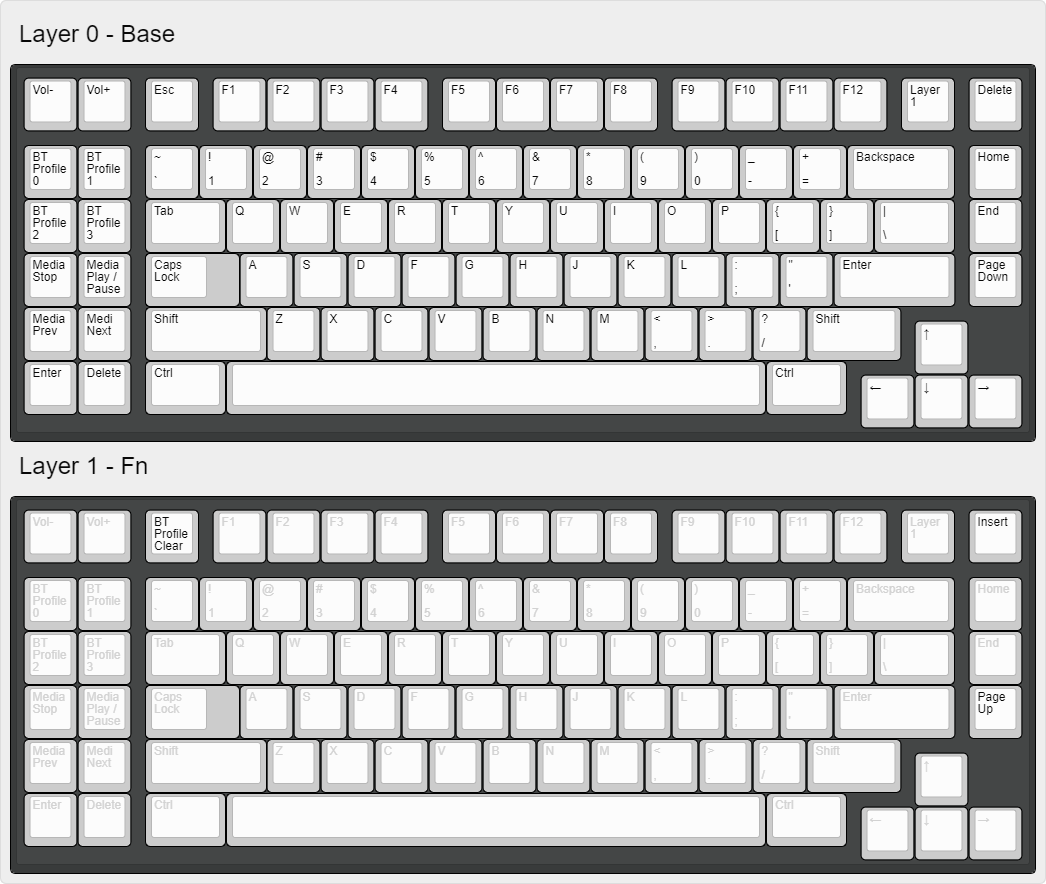 Layer 0 - Base
Vol- Vol+ Esc F1 F2 F3 F4 F5 F6 F7 F8 F9 F10 F11 F12 Layer Delete
1
BT BT ~ ! @ # $ % ^ & * ( ) _ + Backspace Home
Profile Profile
0 1 ` 1 2 3 4 5 6 7 8 9 0 - =
BT BT Tab Q W E R T Y U I O P { } | End
Profile Profile
2 3 [ ] \
Media Media Caps A S D F G H J K L : " Enter Page
Stop Play / Lock Down
Pause ; '
Media Medi Shift Z X C V B N M < > ? Shift ↑
Prev Next
, . /
Enter Delete Ctrl Ctrl ← ↓ →
Layer 1 - Fn
Vol- Vol+ BT F1 F2 F3 F4 F5 F6 F7 F8 F9 F10 F11 F12 Layer Insert
Profile 1
Clear
BT BT ~ ! @ # $ % ^ & * ( ) _ + Backspace Home
Profile Profile
0 1 ` 1 2 3 4 5 6 7 8 9 0 - =
BT BT Tab Q W E R T Y U I O P { } | End
Profile Profile
2 3 [ ] \
Media Media Caps A S D F G H J K L : " Enter Page
Stop Play / Lock Up
Pause ; '
Media Medi Shift Z X C V B N M < > ? Shift ↑
Prev Next
, . /
Enter Delete Ctrl Ctrl ← ↓ →